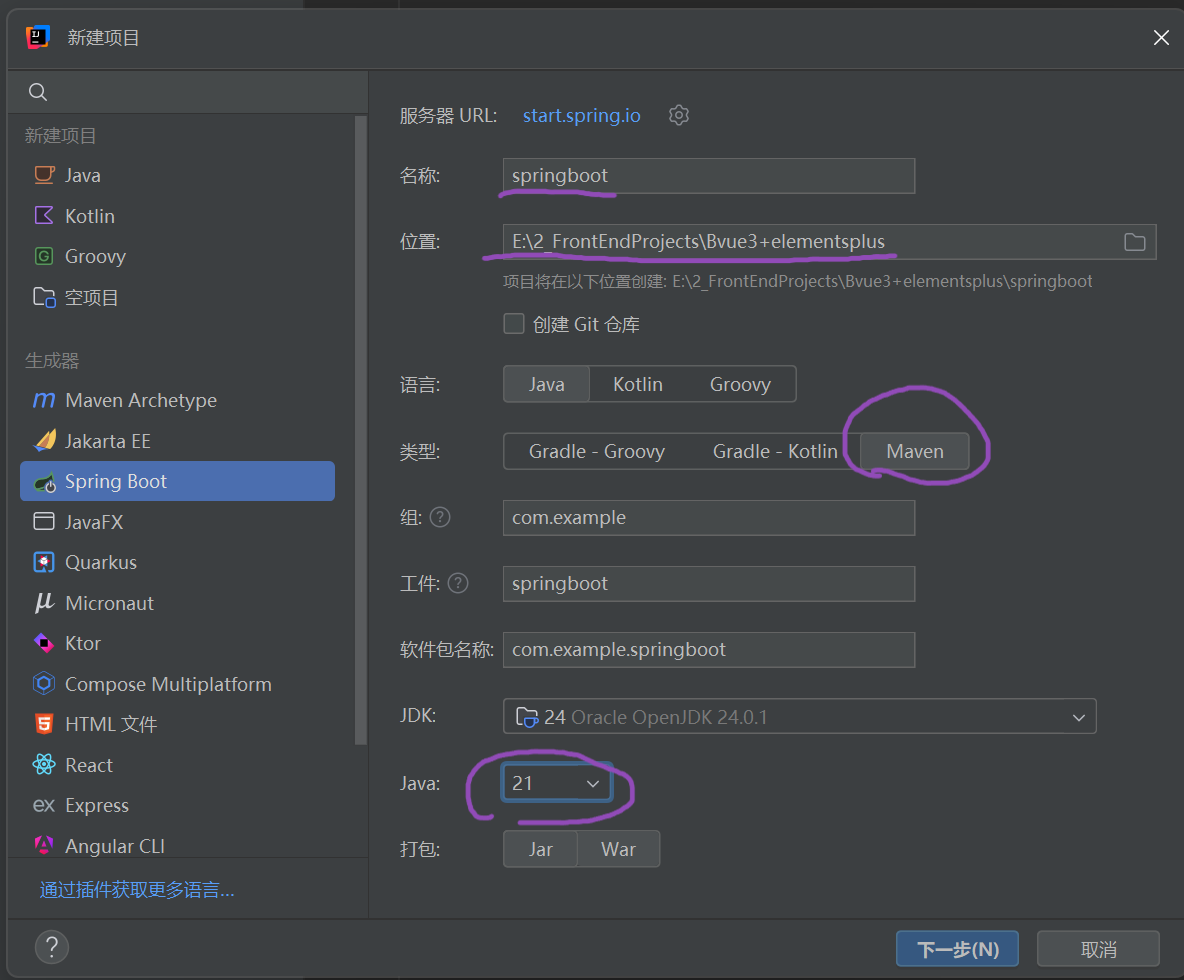 新建项目
新建项目
Java
Kotlin
Groovy
空项目
生成器
Maven Archetype
Jakarta EE
Spring Boot
JavaFX
Quarkus
Micronaut
Ktor
Compose Multiplatform
HTML 文件
React
ex Express
Angular CLI
通过插件获取更多语言...
服务器 URL: start.spring.io
名称: springboot
位置: E:\2_FrontEndProjects\Bvue3+elementsplus
项目将在以下位置创建: E:\2_FrontEndProjects\Bvue3+elementsplus\springboot
创建 Git 仓库
语言: Java Kotlin Groovy
类型: Gradle - Groovy Gradle - Kotlin Maven
组: ? com.example
工件: ? springboot
软件包名称: com.example.springboot
JDK: 24 Oracle OpenJDK 24.0.1
Java: 21
打包: Jar War
? 下一步(N) 取消